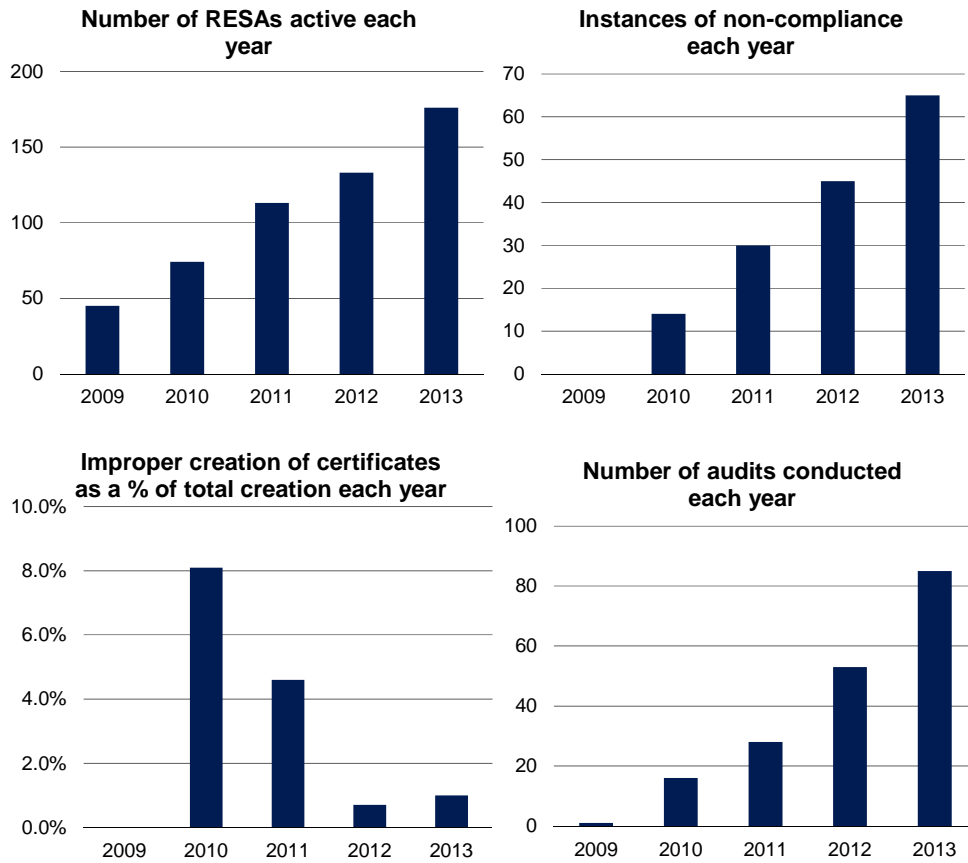 Number of RESAs active each
year
200
150
100
50
0
2009 2010 2011 2012 2013
Instances of non-compliance
each year
70
60
50
40
30
20
10
0
2009 2010 2011 2012 2013
Improper creation of certificates
as a % of total creation each year
10.0%
8.0%
6.0%
4.0%
2.0%
0.0%
2009 2010 2011 2012 2013
Number of audits conducted
each year
100
80
60
40
20
0
2009 2010 2011 2012 2013